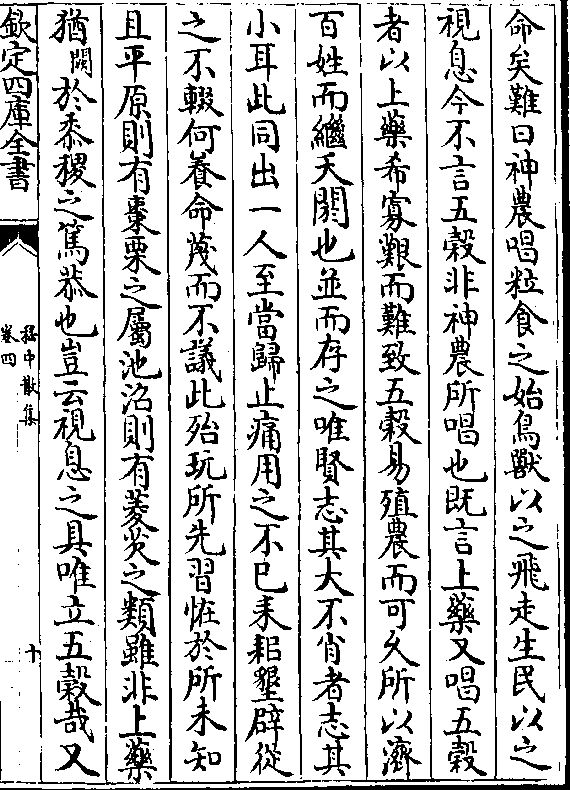 命矣難曰神農唱粒食之始鳥獸以之飛走生民以之
視息今不言五穀非神農所唱也既言上藥又唱五穀
者以上藥希寡艱而難致五穀易殖農而可久所以濟
百姓而繼夭閼也並而存之唯賢志其大不肖者志其
小耳此同出一人至當歸止痛用之不已耒耜墾辟從
之不輟何養命蔑而不議此殆玩所先習怪於所未知
且平原則有棗栗之屬池沼則有菱芡之類雖非上藥
猶闕於黍稷之篤恭也豈云視息之具唯立五穀哉又
欽定四庫全書
嵇中散集
卷四
十